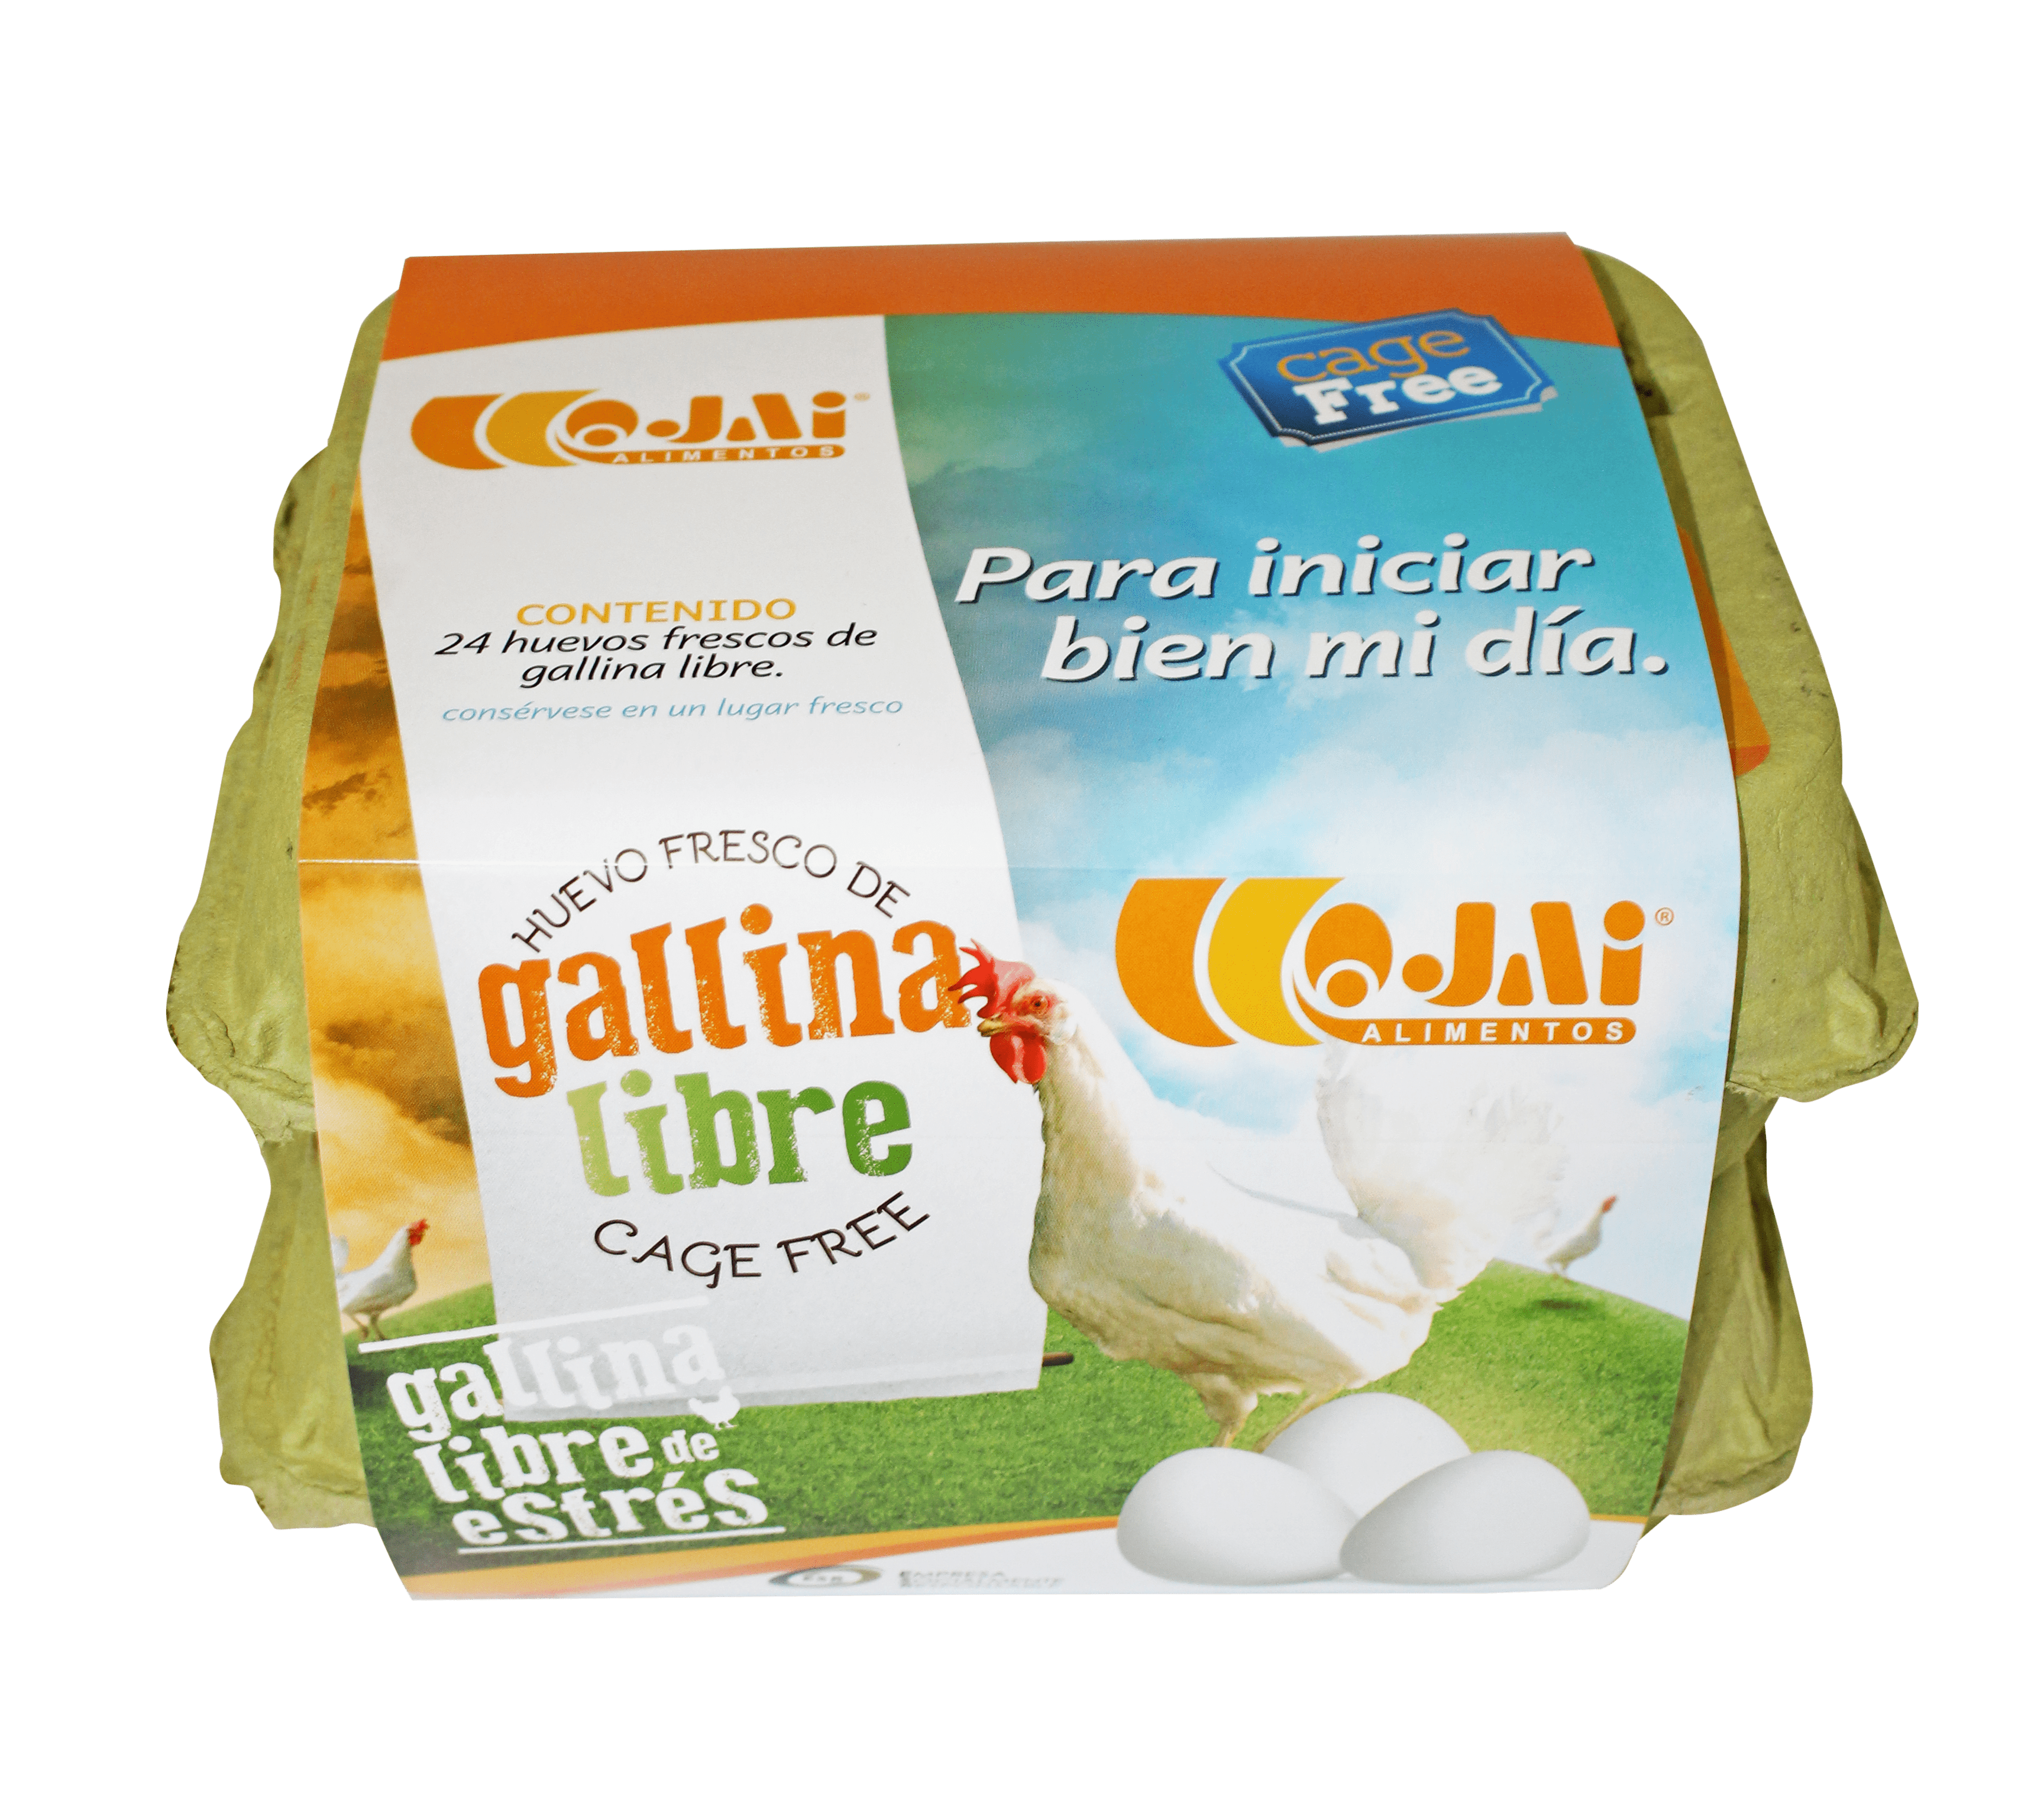 cage
Free
OJAi®
ALIMENTOS
Para iniciar
bien mi día.
CONTENIDO
24 huevos frescos de
gallina libre.
consérvese en un lugar fresco
HUEVO FRESCO DE
gallina
libre
CAGE FREE
OJAi®
ALIMENTOS
gallina
libre de
estrés
EMPRESA